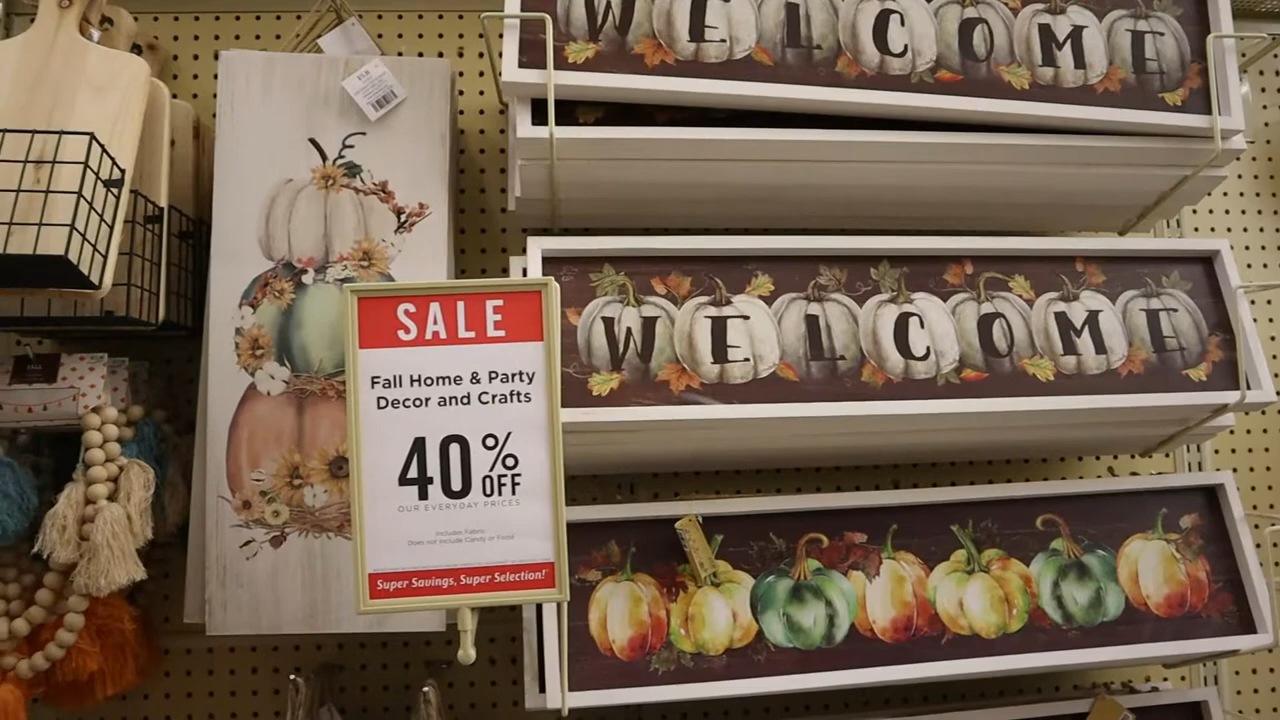 WELCOME
WELCOME
SALE
Fall Home & Party
Decor and Crafts
40% OFF
OUR EVERYDAY PRICES
Includes Fabric
Does not include Candy or Food
Super Savings, Super Selection!